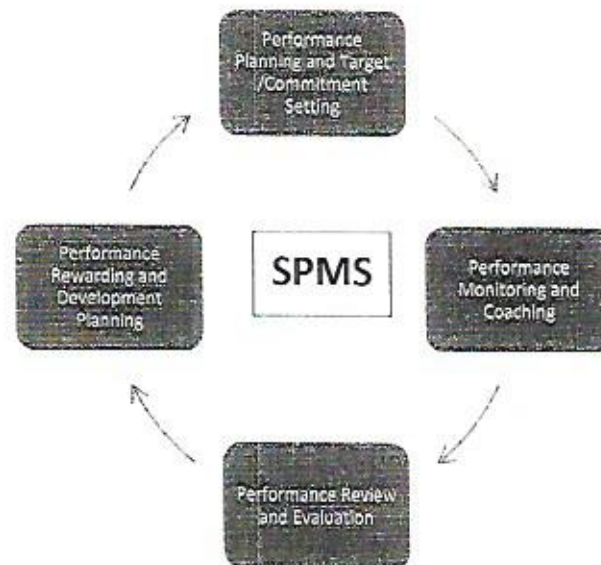 Performance
Planning and Target
/Commitment
Setting
Performance
Rewarding and
Development
Planning
SPMS
Performance
Monitoring and
Coaching
Performance Review
and Evaluation